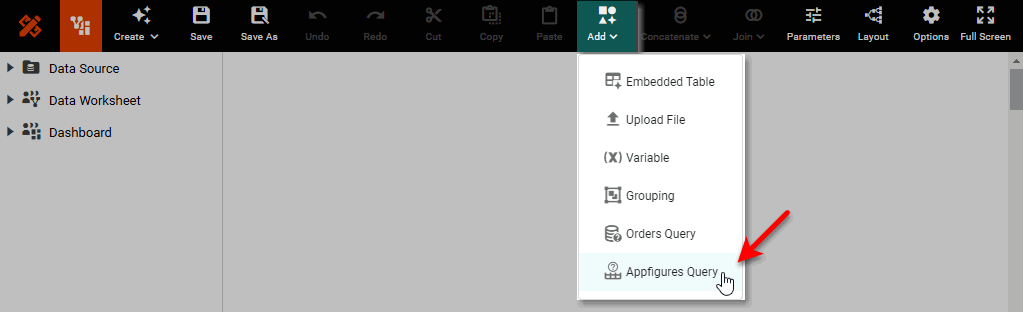 Create
Save
Save As
Undo
Redo
Cut
Copy
Paste
Add
Concatenate
Join
Parameters
Layout
Options
Full Screen
Data Source
Data Worksheet
Dashboard
Embedded Table
Upload File
(X) Variable
Grouping
Orders Query
Appfigures Query